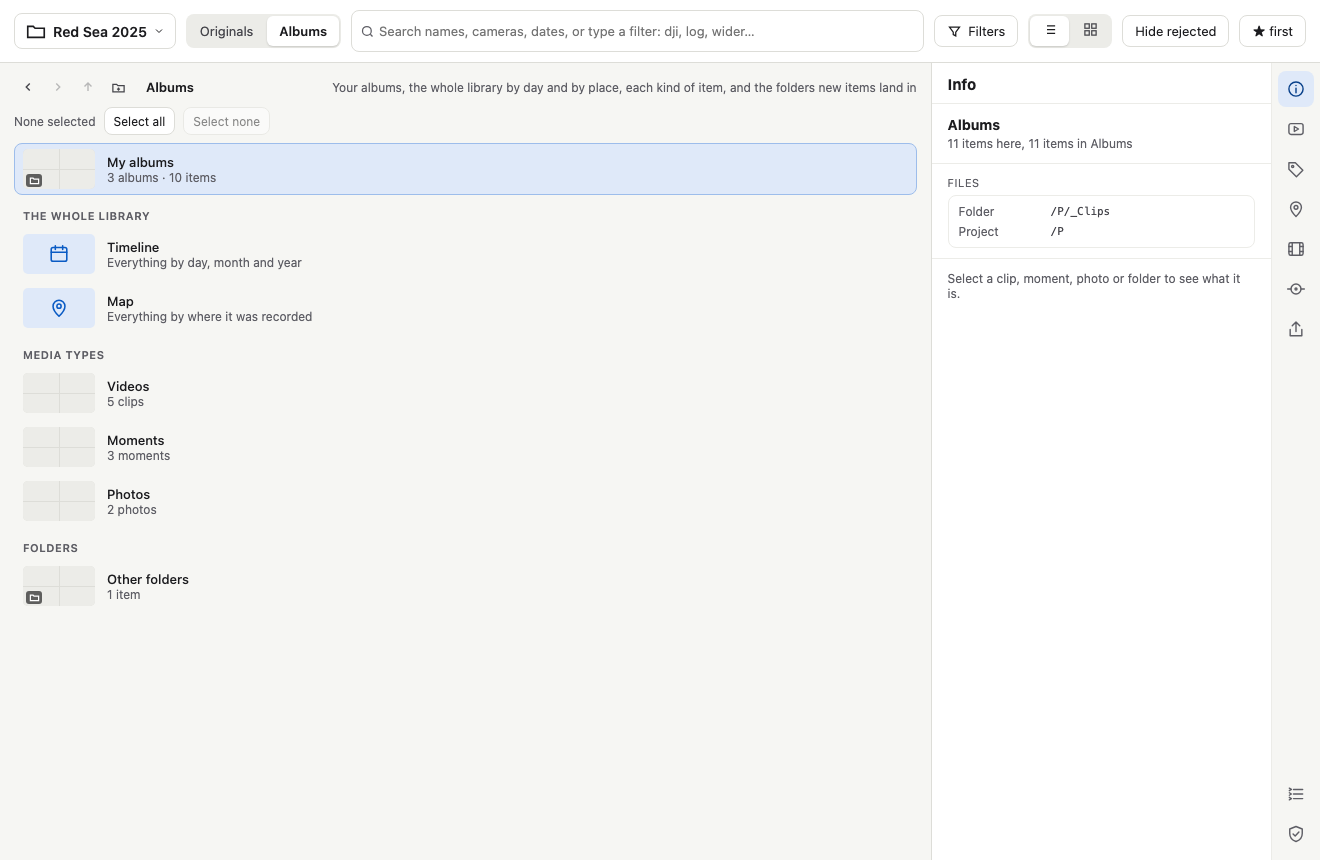 Red Sea 2025
Originals
Albums
Search names, cameras, dates, or type a filter: dji, log, wider...
Filters
Hide rejected
★ first
Albums
Your albums, the whole library by day and by place, each kind of item, and the folders new items land in
None selected
Select all
Select none
My albums
3 albums · 10 items
THE WHOLE LIBRARY
Timeline
Everything by day, month and year
Map
Everything by where it was recorded
MEDIA TYPES
Videos
5 clips
Moments
3 moments
Photos
2 photos
FOLDERS
Other folders
1 item
Info
Albums
11 items here, 11 items in Albums
FILES
Folder /P/_Clips
Project /P
Select a clip, moment, photo or folder to see what it
is.